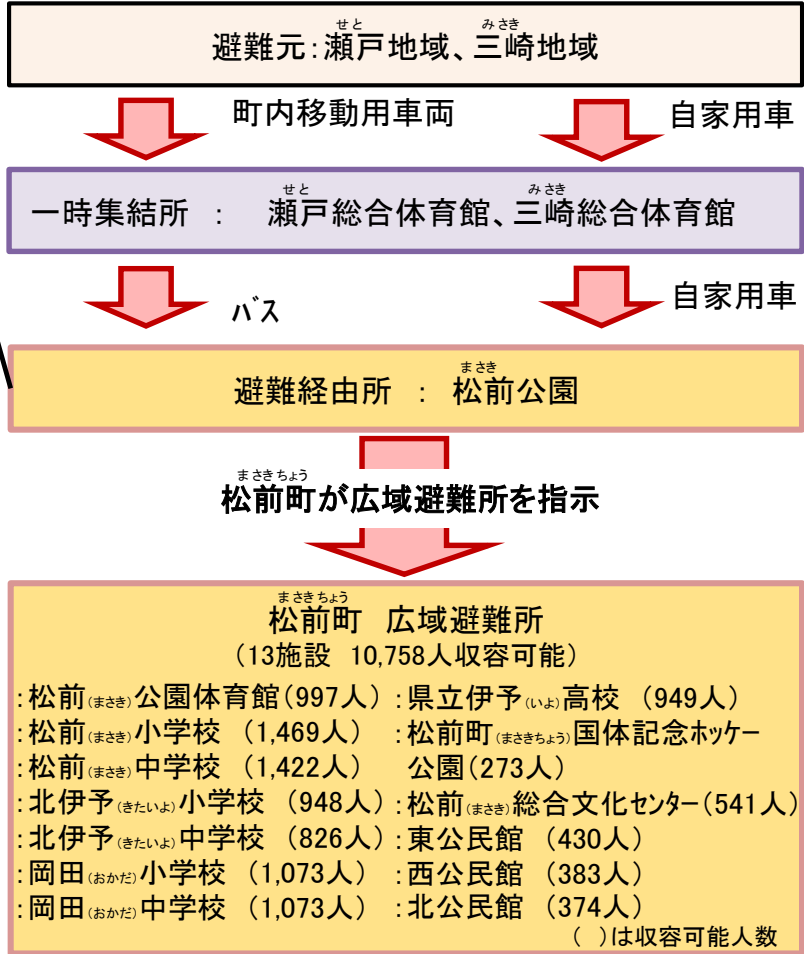 避難元：瀬戸地域、三崎地域
せと
みさき
町内移動用車両
自家用車
一時集結所 ： 瀬戸総合体育館、三崎総合体育館
せと
みさき
バス
自家用車
避難経由所 ： 松前公園
まさき
まさきちょう
松前町が広域避難所を指示
まさきちょう
松前町 広域避難所
（13施設 10,758人収容可能）
：松前（まさき）公園体育館（997人）
：松前（まさき）小学校 （1,469人）
：松前（まさき）中学校 （1,422人）
：北伊予（きたいよ）小学校 （948人）
：北伊予（きたいよ）中学校 （826人）
：岡田（おかだ）小学校 （1,073人）
：岡田（おかだ）中学校 （1,073人）
：県立伊予（いよ）高校 （949人）
：松前町（まさきちょう）国体記念ホッケー
公園（273人）
：松前（まさき）総合文化センター（541人）
：東公民館 （430人）
：西公民館 （383人）
：北公民館 （374人）
（ ）は収容可能人数